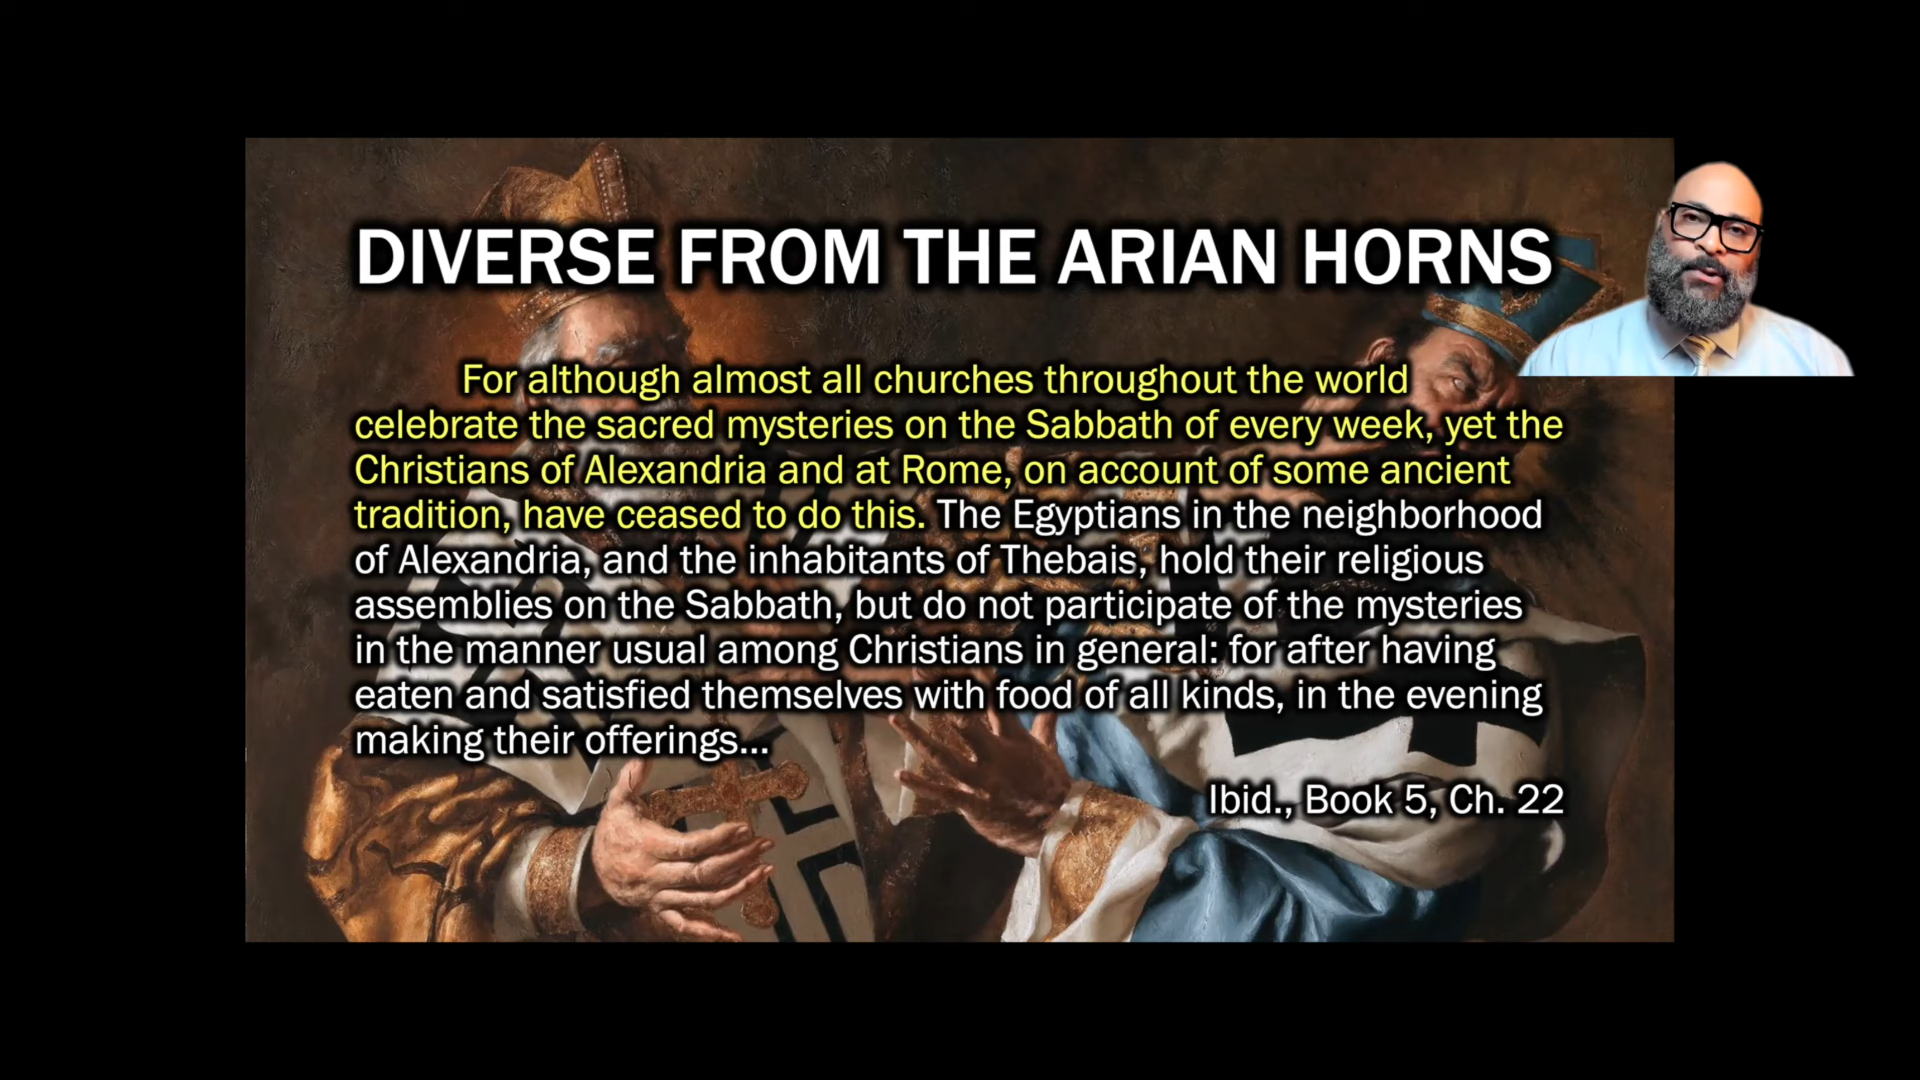 DIVERSE FROM THE ARIAN HORNS
For although almost all churches throughout the world
celebrate the sacred mysteries on the Sabbath of every week, yet the
Christians of Alexandria and at Rome, on account of some ancient
tradition, have ceased to do this. The Egyptians in the neighborhood
of Alexandria, and the inhabitants of Thebais, hold their religious
assemblies on the Sabbath, but do not participate of the mysteries
in the manner usual among Christians in general: for after having
eaten and satisfied themselves with food of all kinds, in the evening
making their offerings...
Ibid., Book 5, Ch. 22